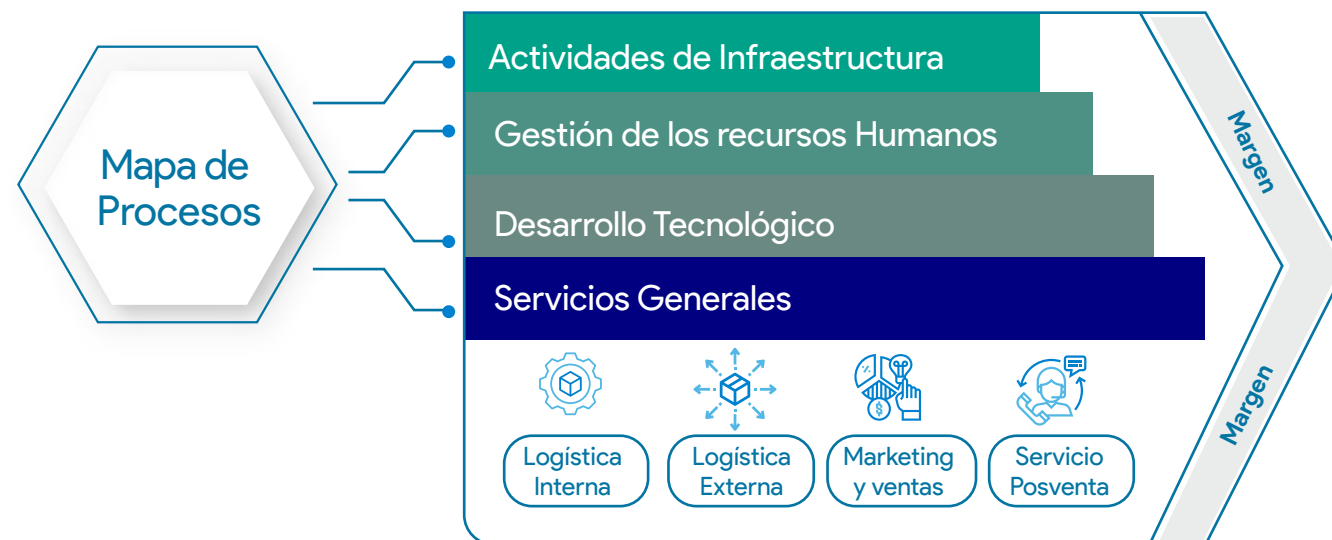 Mapa de
Procesos
Actividades de Infraestructura
Gestión de los recursos Humanos
Desarrollo Tecnológico
Servicios Generales
Logística
Interna
Logística
Externa
Marketing
y ventas
Servicio
Posventa
Margen
Margen